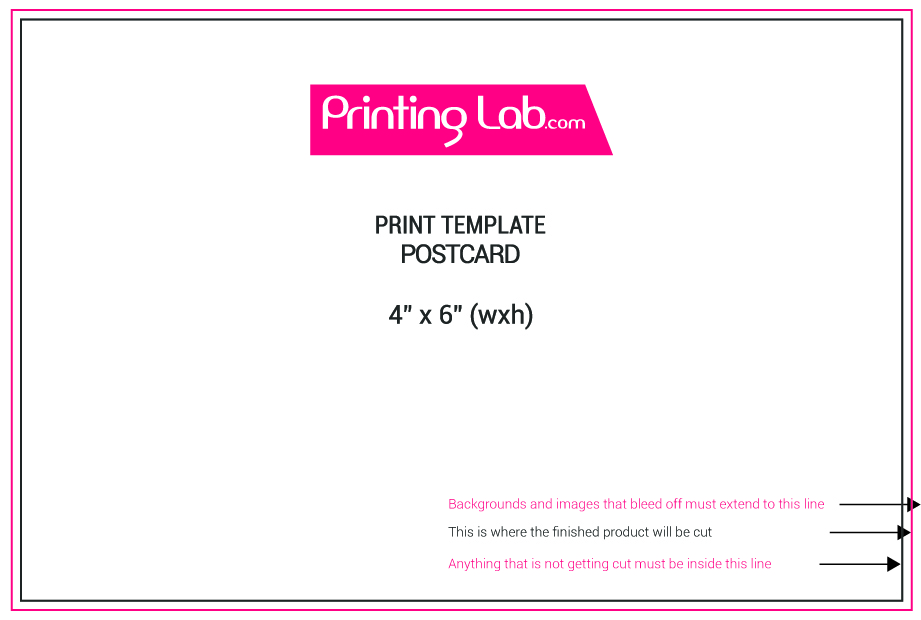 Printing Lab.com
PRINT TEMPLATE
POSTCARD
4" x 6" (wxh)
Backgrounds and images that bleed off must extend to this line
This is where the finished product will be cut
Anything that is not getting cut must be inside this line